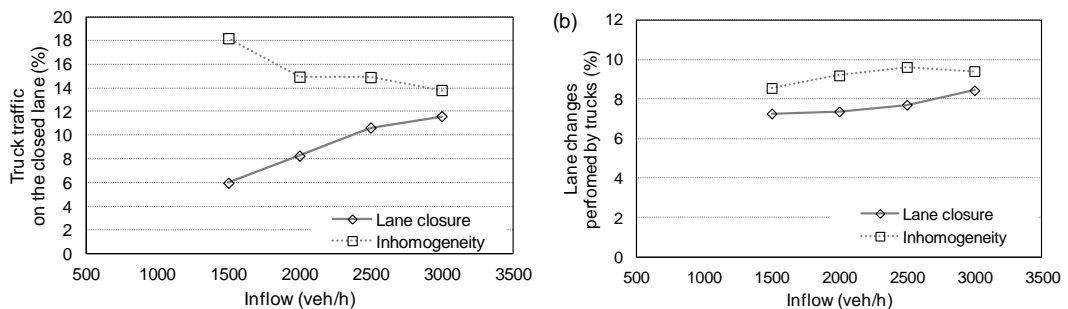 20
18
16
14
12
10
8
6
4
2
0
Truck traffic
on the closed lane (%)
Lane closure
Inhomogeneity
500 1000 1500 2000 2500 3000 3500
Inflow (veh/h)
(b)
12
10
8
6
4
2
0
Lane changes
perfomed by trucks (%)
Lane closure
Inhomogeneity
500 1000 1500 2000 2500 3000 3500
Inflow (veh/h)